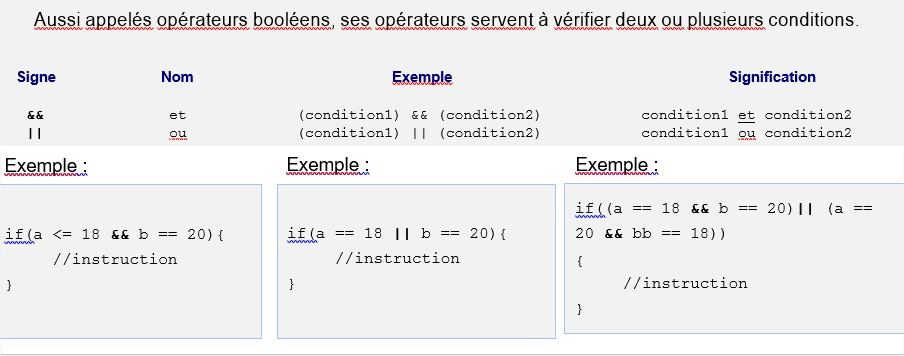 Aussi appelés opérateurs booléens, ses opérateurs servent à vérifier deux ou plusieurs conditions.
Signe Nom Exemple Signification
&& et (condition1) && (condition2) condition1 et condition2
|| ou (condition1) || (condition2) condition1 ou condition2
Exemple :
if(a <= 18 && b == 20){
//instruction
}
Exemple :
if(a == 18 || b == 20){
//instruction
}
Exemple :
if((a == 18 && b == 20)|| (a ==
20 && bb == 18))
{
//instruction
}